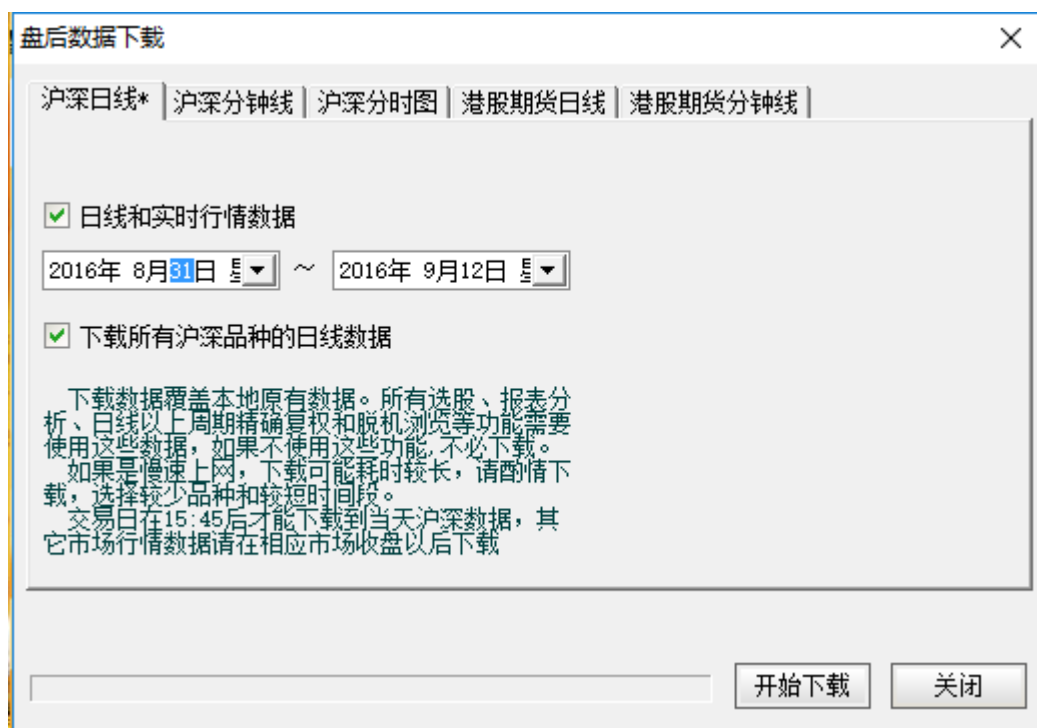 盘后数据下载
沪深日线* 沪深分钟线 沪深分时图 港股期货日线 港股期货分钟线
日线和实时行情数据
2016年 8月31日 ~ 2016年 9月12日
下载所有沪深品种的日线数据
下载数据覆盖本地原有数据。所有选股、报表分
析、日线以上周期精确复权和脱机浏览等功能需要
使用这些数据，如果不使用这些功能,不必下载。
如果是慢速上网，下载可能耗时较长，请酌情下
载，选择较少品种和较短时间段。
交易日在15:45后才能下载到当天沪深数据，其
它市场行情数据请在相应市场收盘以后下载
开始下载 关闭